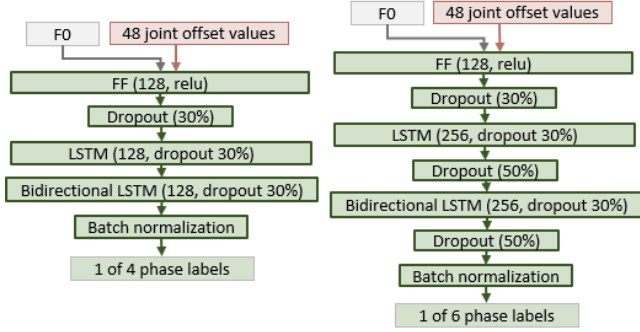 F0
48 joint offset values
FF (128, relu)
Dropout (30%)
LSTM (128, dropout 30%)
Bidirectional LSTM (128, dropout 30%)
Batch normalization
1 of 4 phase labels
F0
48 joint offset values
FF (128, relu)
Dropout (30%)
LSTM (256, dropout 30%)
Dropout (50%)
Bidirectional LSTM (256, dropout 30%)
Dropout (50%)
Batch normalization
1 of 6 phase labels